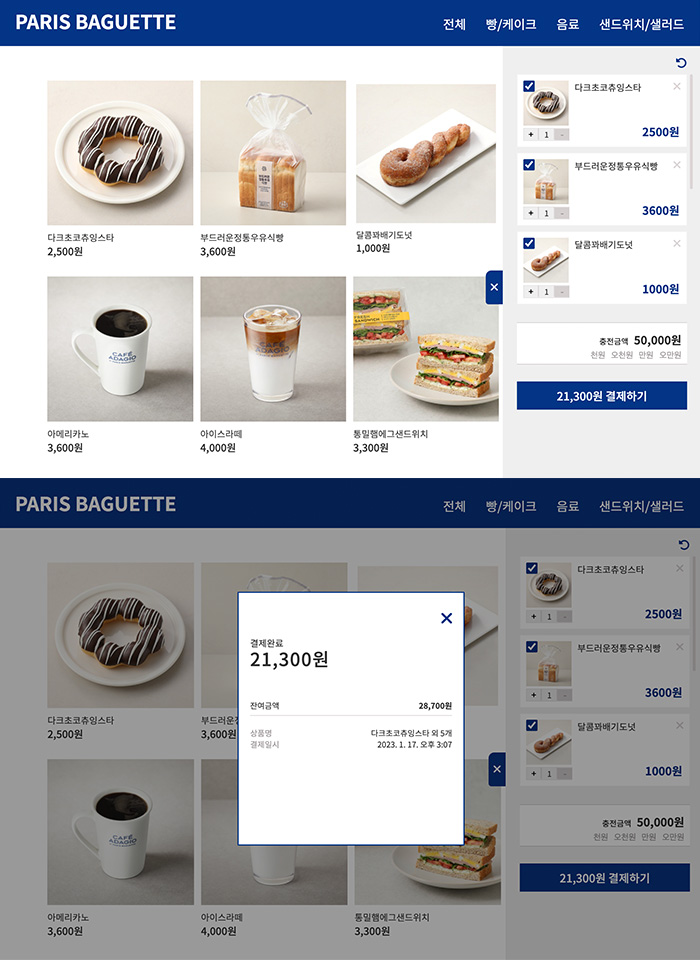 PARIS BAGUETTE
전체 빵/케이크 음료 샌드위치/샐러드
다크초코츄잉스타
2,500원
부드러운정통우유식빵
3,600원
달콤꽈배기도넛
1,000원
CAFÉ
ADAGIO
CAFÉ
ADAGIO
SANDWICH
아메리카노
3,600원
아이스라떼
4,000원
통밀햄에그샌드위치
3,300원
다크초코츄잉스타
+ 1 -
2500원
부드러운정통우유식빵
+ 1 -
3600원
달콤꽈배기도넛
+ 1 -
1000원
충전금액 50,000원
천원 오천원 만원 오만원
21,300원 결제하기
PARIS BAGUETTE
전체 빵/케이크 음료 샌드위치/샐러드
다크초코츄잉스타
2,500원
부드러
3,600원
CAFÉ
ADAGIO
아메리카노
3,600원
아이스라떼
4,000원
통밀햄에그샌드위치
3,300원
결제완료
21,300원
잔여금액 28,700원
상품명 다크초코츄잉스타 외 5개
결제일시 2023. 1. 17. 오후 3:07
다크초코츄잉스타
+ 1 -
2500원
부드러운정통우유식빵
+ 1 -
3600원
달콤꽈배기도넛
+ 1 -
1000원
충전금액 50,000원
천원 오천원 만원 오만원
21,300원 결제하기